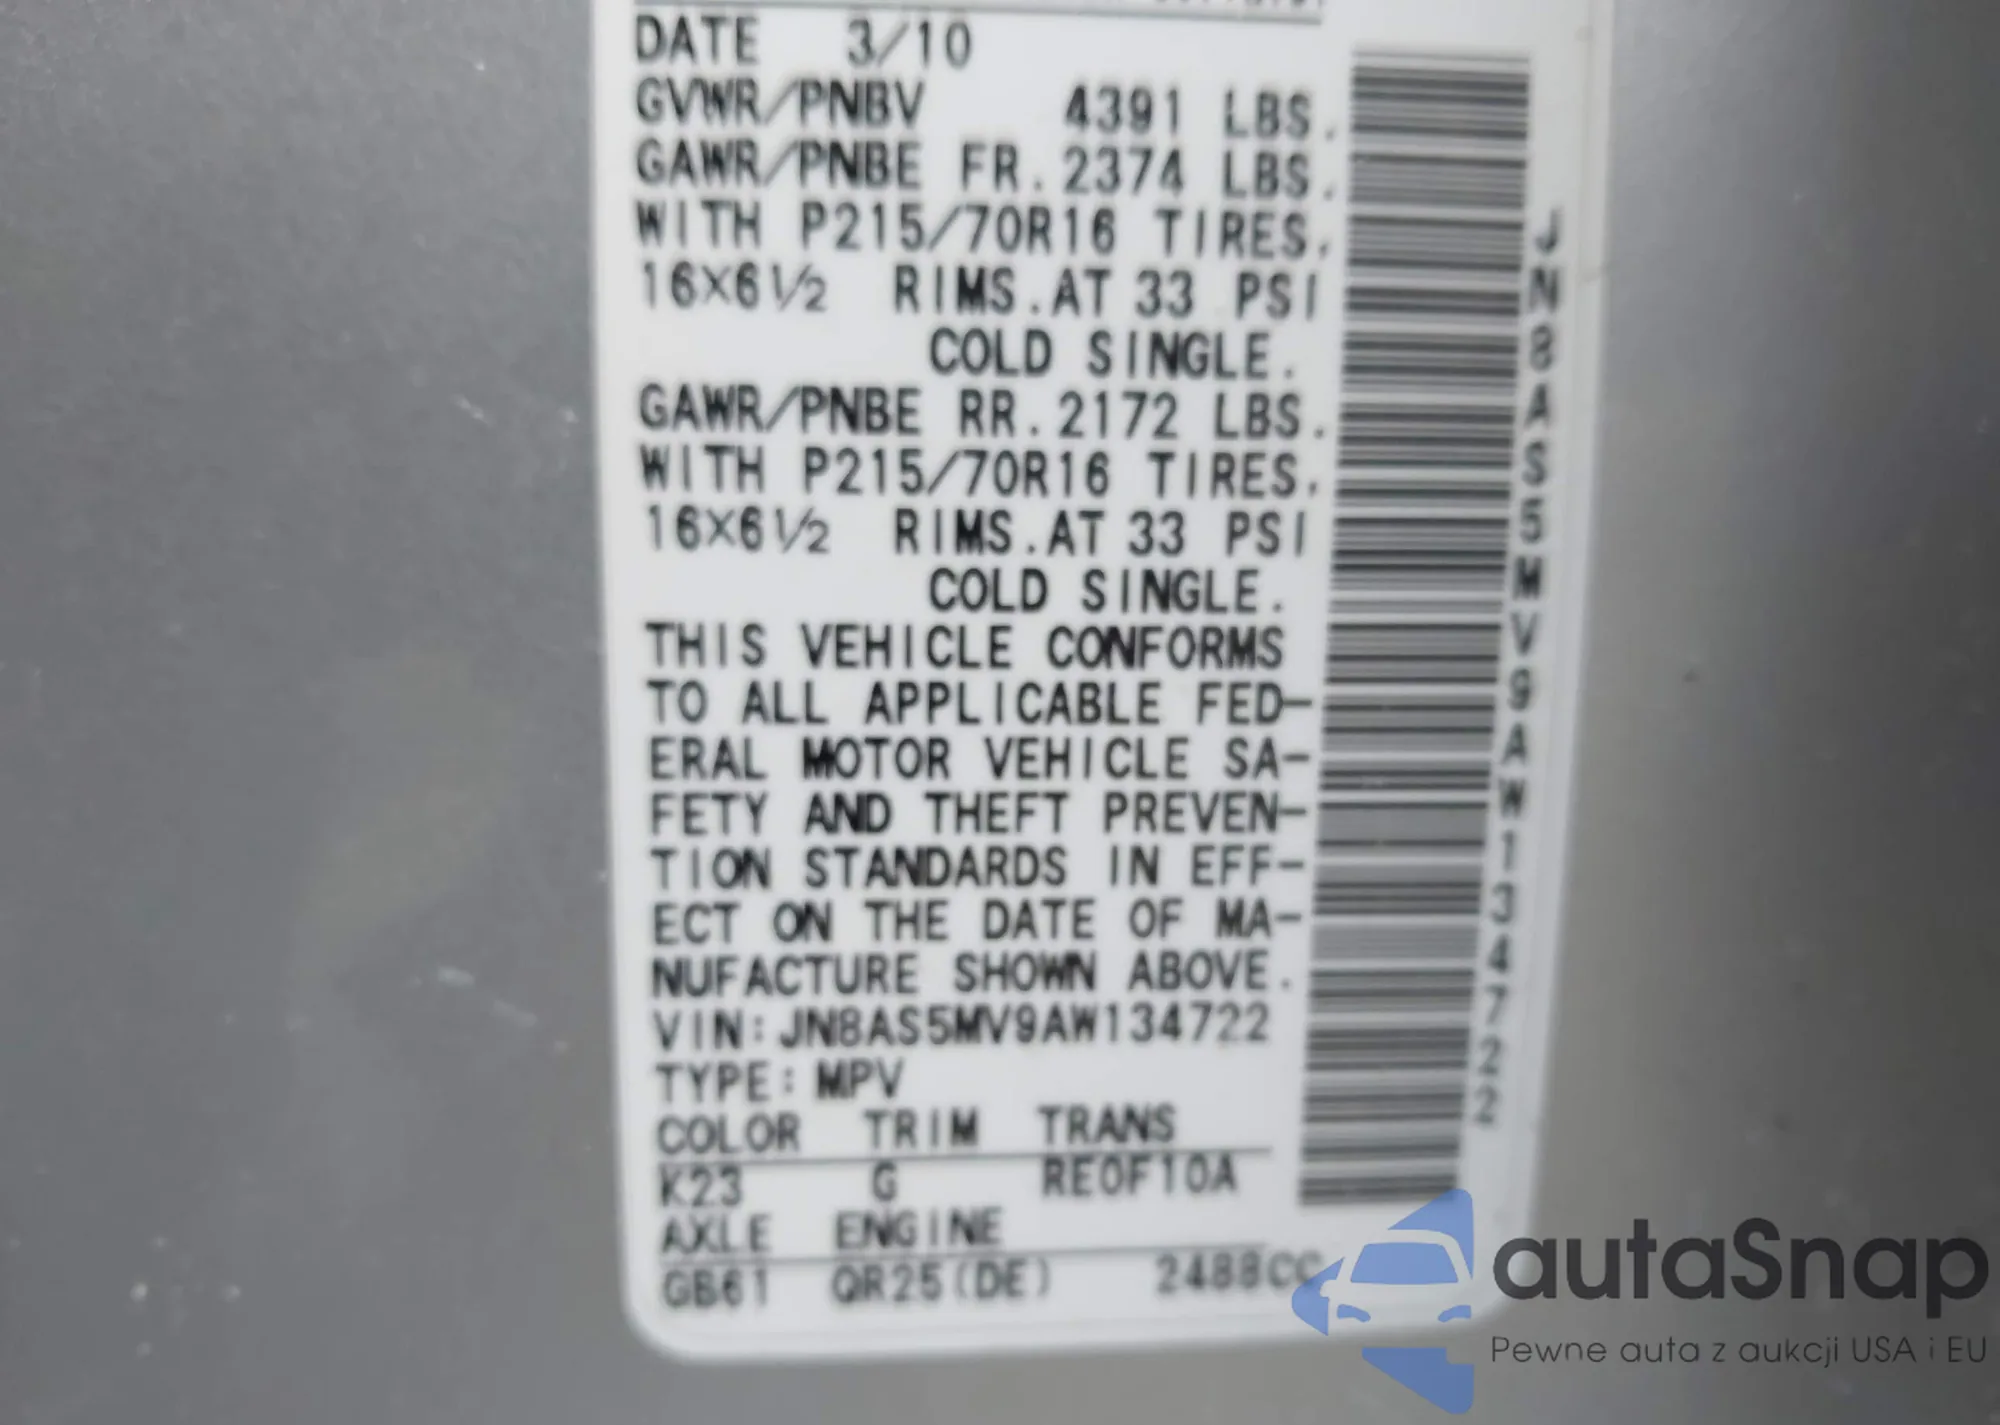 DATE 3/10
GVWR/PNBV 4391 LBS.
GAWR/PNBE FR. 2374 LBS.
WITH P215/70R16 TIRES,
16X6½ RIMS. AT 33 PSI
COLD SINGLE.
GAWR/PNBE RR. 2172 LBS.
WITH P215/70R16 TIRES,
16X6½ RIMS. AT 33 PSI
COLD SINGLE.
THIS VEHICLE CONFORMS
TO ALL APPLICABLE FED-
ERAL MOTOR VEHICLE SA-
FETY AND THEFT PREVEN-
TION STANDARDS IN EFF-
ECT ON THE DATE OF MA-
NUFACTURE SHOWN ABOVE.
VIN: JN8AS5MV9AW134722
TYPE: MPV
COLOR TRIM TRANS
K23 G RE0F10A
AXLE ENGINE
GB61 QR25(DE) 2488CC
JN8AS5MV9AW134722
autaSnap
Pewne auta z aukcji USA i EU